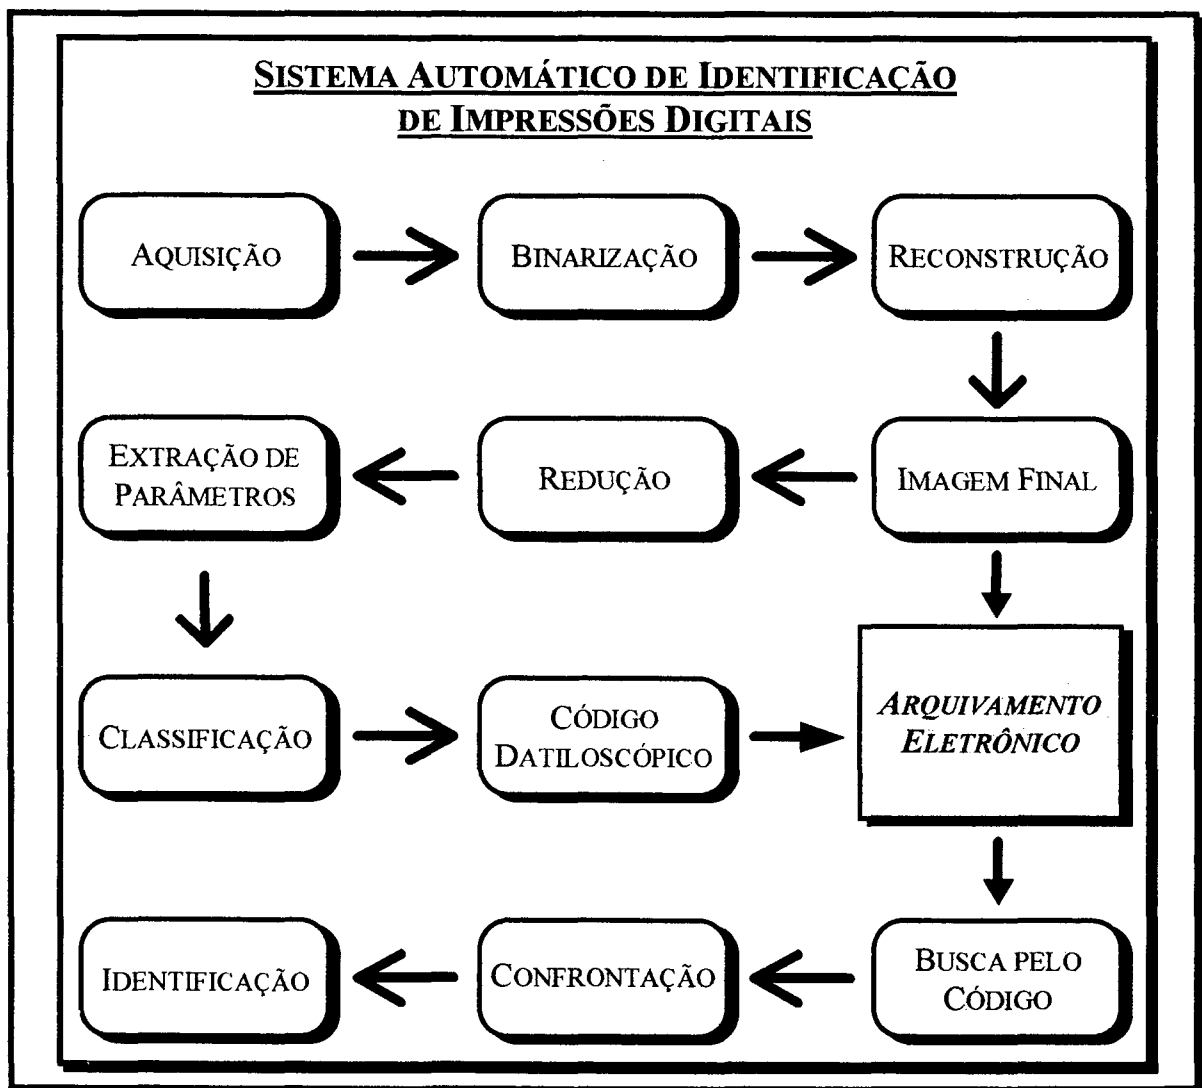 SISTEMA AUTOMÁTICO DE IDENTIFICAÇÃO
DE IMPRESSÕES DIGITAIS
AQUISIÇÃO
BINARIZAÇÃO
RECONSTRUÇÃO
EXTRAÇÃO DE
PARÂMETROS
REDUÇÃO
IMAGEM FINAL
CLASSIFICAÇÃO
CÓDIGO
DATILOSCÓPICO
ARQUIVAMENTO
ELETRÔNICO
IDENTIFICAÇÃO
CONFRONTAÇÃO
BUSCA PELO
CÓDIGO